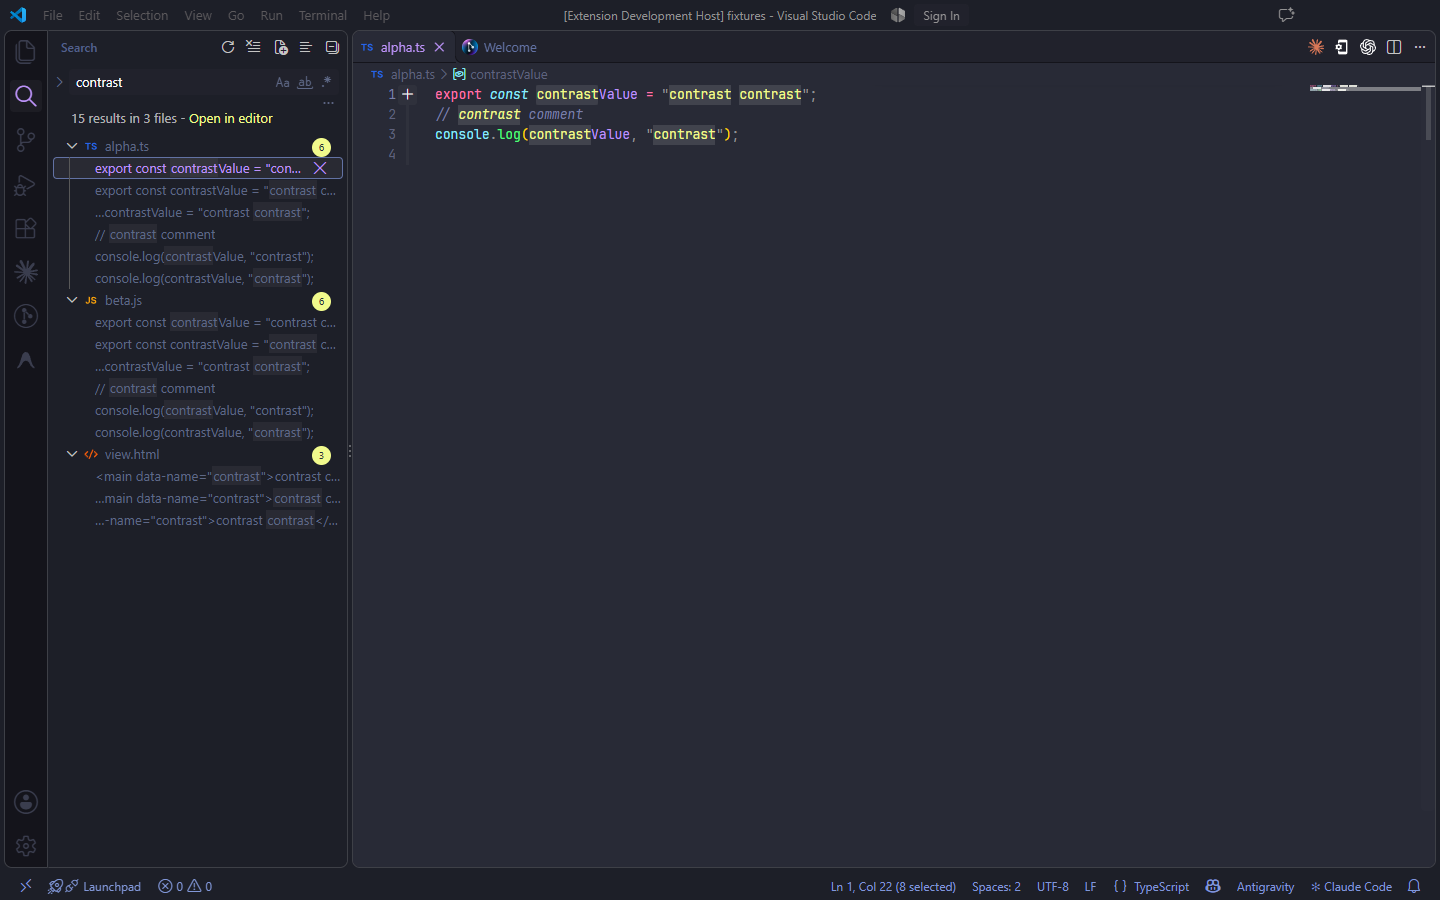 File Edit Selection View Go Run Terminal Help
[Extension Development Host] fixtures - Visual Studio Code
Sign In
Search
contrast
Aa ab .*
15 results in 3 files - Open in editor
TS alpha.ts 6
export const contrastValue = "con...
export const contrastValue = "contrast c...
...contrastValue = "contrast contrast";
// contrast comment
console.log(contrastValue, "contrast");
console.log(contrastValue, "contrast");
JS beta.js 6
export const contrastValue = "contrast c...
export const contrastValue = "contrast c...
...contrastValue = "contrast contrast";
// contrast comment
console.log(contrastValue, "contrast");
console.log(contrastValue, "contrast");
view.html 3
<main data-name="contrast">contrast c...
...main data-name="contrast">contrast c...
...-name="contrast">contrast contrast</...
TS alpha.ts
Welcome
TS alpha.ts > contrastValue
1 export const contrastValue = "contrast contrast";
2 // contrast comment
3 console.log(contrastValue, "contrast");
4
Launchpad 0 0
Ln 1, Col 22 (8 selected) Spaces: 2 UTF-8 LF { } TypeScript Antigravity Claude Code